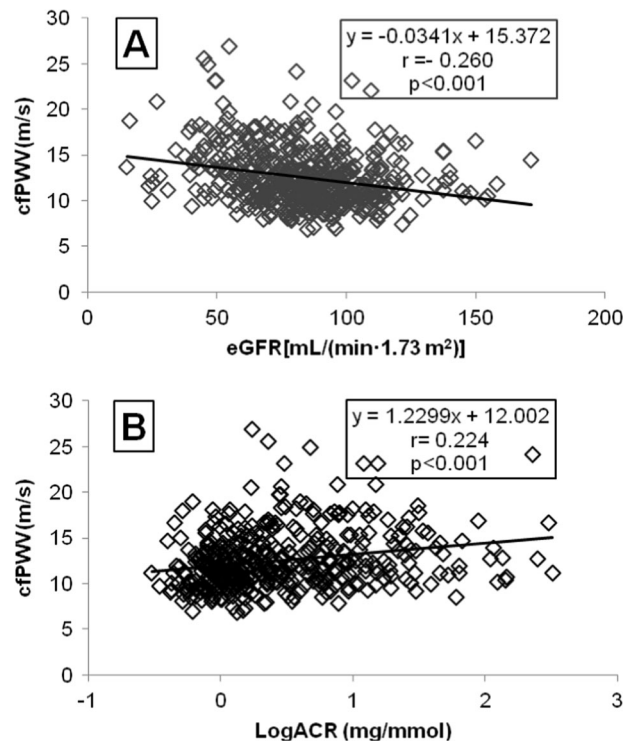 30
25
20
15
10
5
0
cfPWV(m/s)
A
y = -0.0341x + 15.372
r =- 0.260
p<0.001
0 50 100 150 200
eGFR[mL/(min·1.73 m²)]
30
25
20
15
10
5
0
cfPWV(m/s)
B
y = 1.2299x + 12.002
r= 0.224
p<0.001
-1 0 1 2 3
LogACR (mg/mmol)